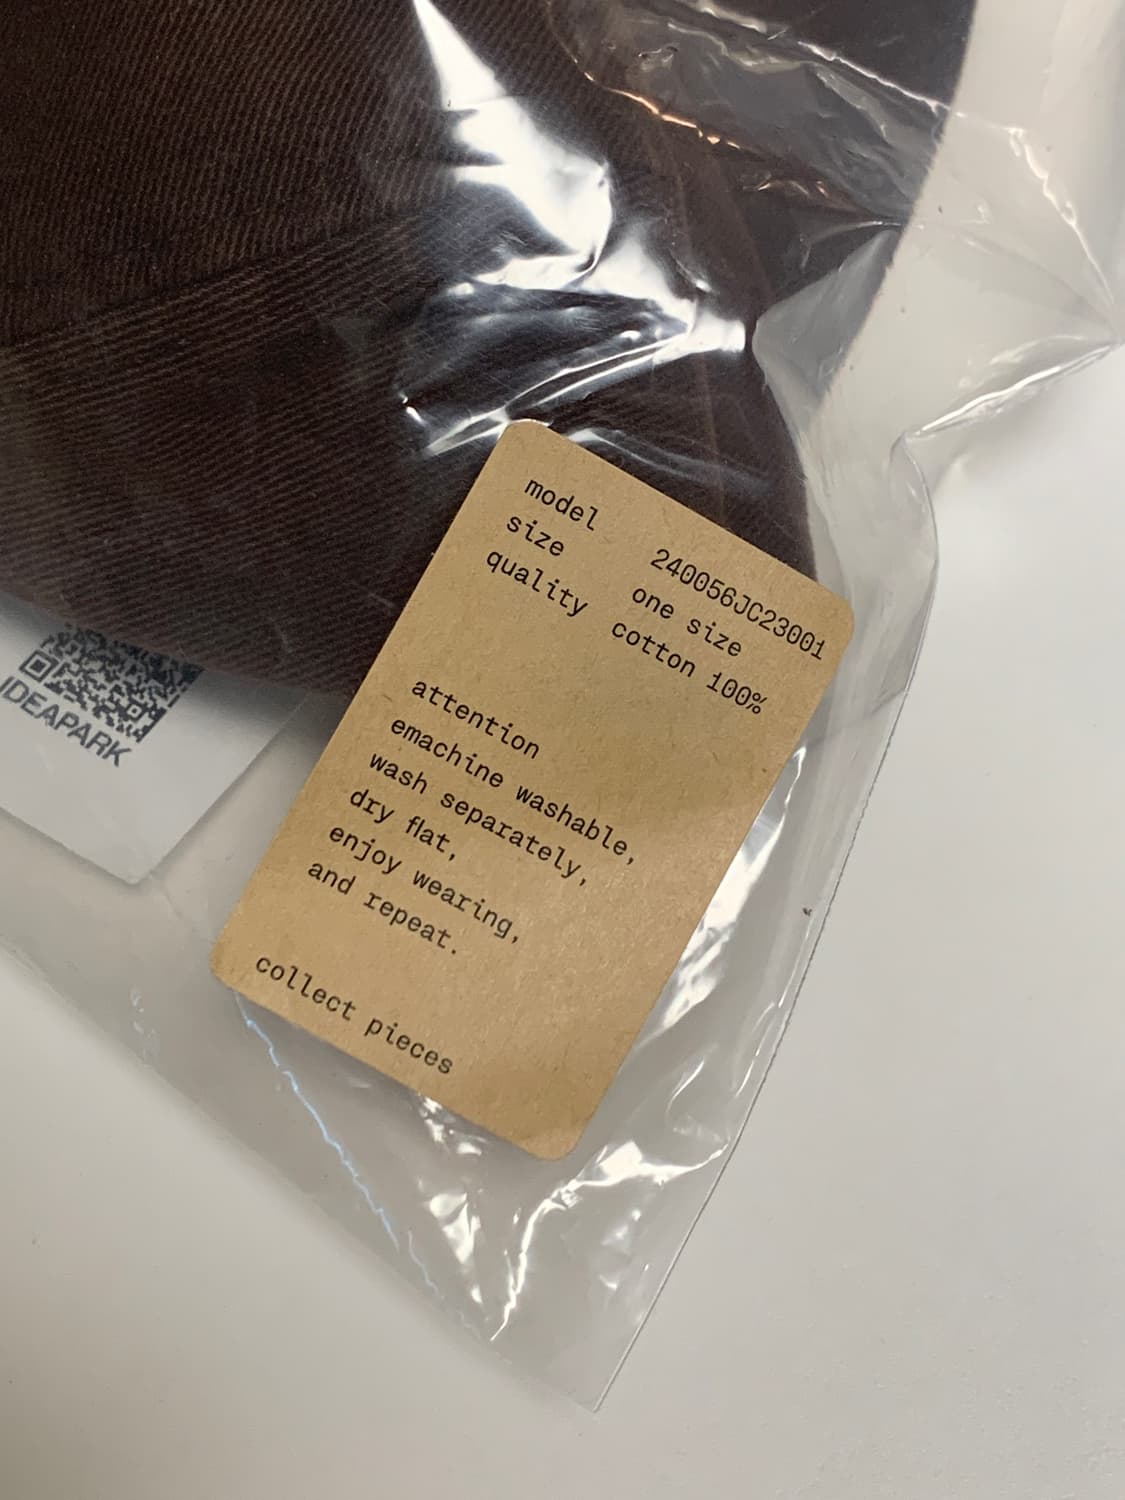 model 240056JC23001
size one size
quality cotton 100%
attention
emachine washable,
wash separately,
dry flat,
enjoy wearing,
and repeat.
collect pieces
IDEAPARK